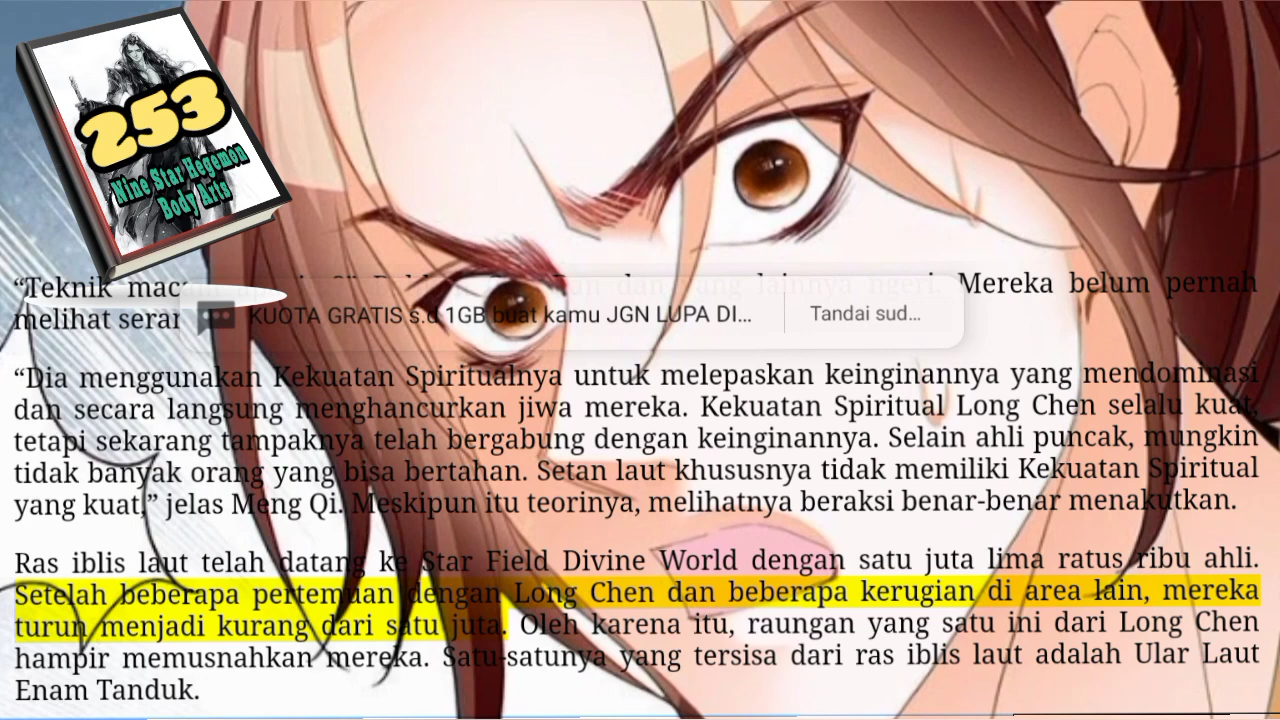 253
Nine Star Hegemon
Body Arts
“Teknik
Mereka belum pernah
melihat
KUOTA GRATIS s.d 1GB buat kamu JGN LUPA DI...
Tandai sud...
“Dia menggunakan Kekuatan Spiritualnya untuk melepaskan keinginannya yang mendominasi
dan secara langsung menghancurkan jiwa mereka. Kekuatan Spiritual Long Chen selalu kuat,
tetapi sekarang tampaknya telah bergabung dengan keinginannya. Selain ahli puncak, mungkin
tidak banyak orang yang bisa bertahan. Setan laut khususnya tidak memiliki Kekuatan Spiritual
yang kuat,” jelas Meng Qi. Meskipun itu teorinya, melihatnya beraksi benar-benar menakutkan.
Ras iblis laut telah datang ke Star Field Divine World dengan satu juta lima ratus ribu ahli.
Setelah beberapa pertemuan dengan Long Chen dan beberapa kerugian di area lain, mereka
turun menjadi kurang dari satu juta. Oleh karena itu, raungan yang satu ini dari Long Chen
hampir memusnahkan mereka. Satu-satunya yang tersisa dari ras iblis laut adalah Ular Laut
Enam Tanduk.